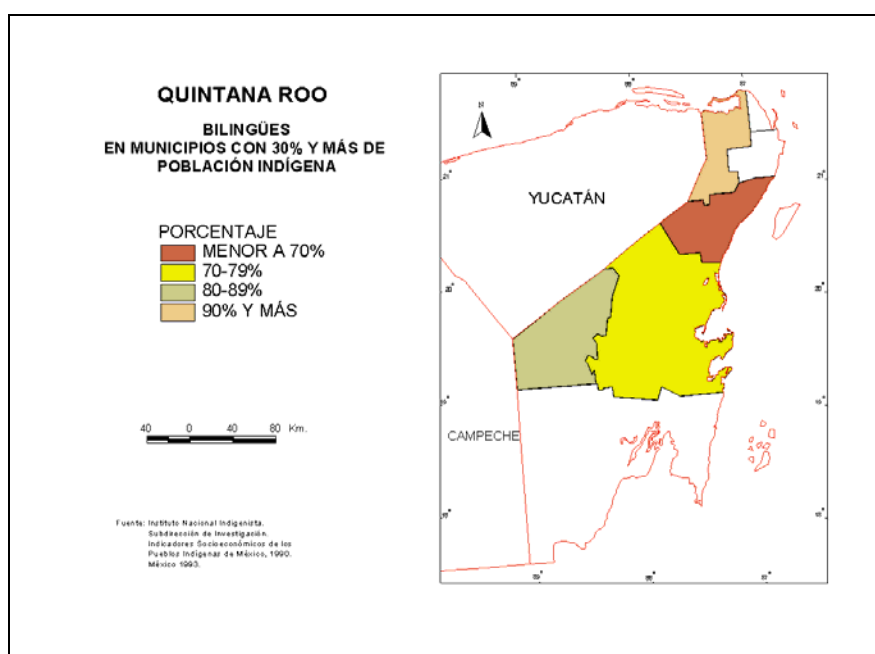 QUINTANA ROO
BILINGÜES
EN MUNICIPIOS CON 30% Y MÁS DE
POBLACIÓN INDÍGENA
PORCENTAJE
MENOR A 70%
70-79%
80-89%
90% Y MÁS
40 0 40 80 Km.
Fuente: Instituto Nacional Indigenista.
Subdirección de Investigación.
Indicadores Socioeconómicos de los
Pueblos Indígenas de México, 1990.
México 1993.
N
YUCATÁN
CAMPECHE